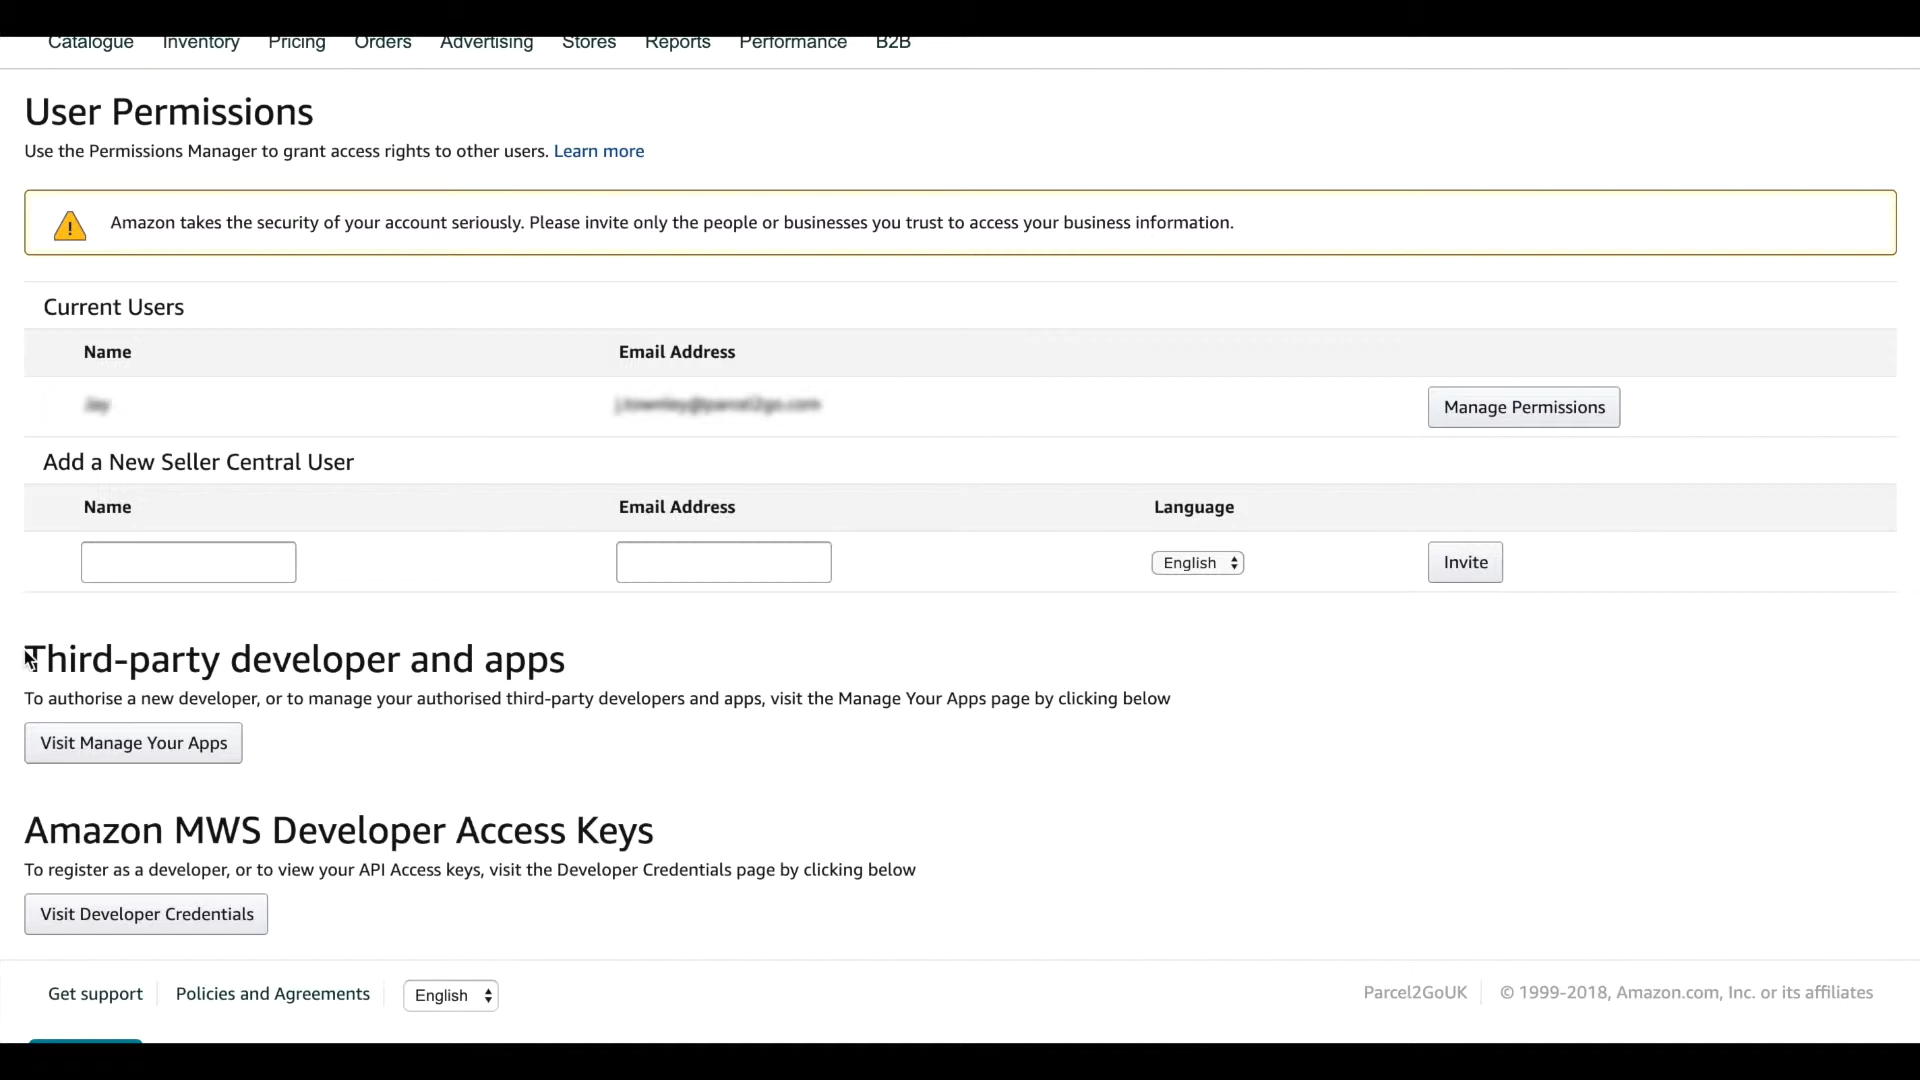 Catalogue Inventory Pricing Orders Advertising Stores Reports Performance B2B
User Permissions
Use the Permissions Manager to grant access rights to other users. Learn more
Amazon takes the security of your account seriously. Please invite only the people or businesses you trust to access your business information.
Current Users
Name Email Address
Manage Permissions
Add a New Seller Central User
Name Email Address Language
English Invite
Third-party developer and apps
To authorise a new developer, or to manage your authorised third-party developers and apps, visit the Manage Your Apps page by clicking below
Visit Manage Your Apps
Amazon MWS Developer Access Keys
To register as a developer, or to view your API Access keys, visit the Developer Credentials page by clicking below
Visit Developer Credentials
Get support Policies and Agreements English Parcel2GoUK © 1999-2018, Amazon.com, Inc. or its affiliates